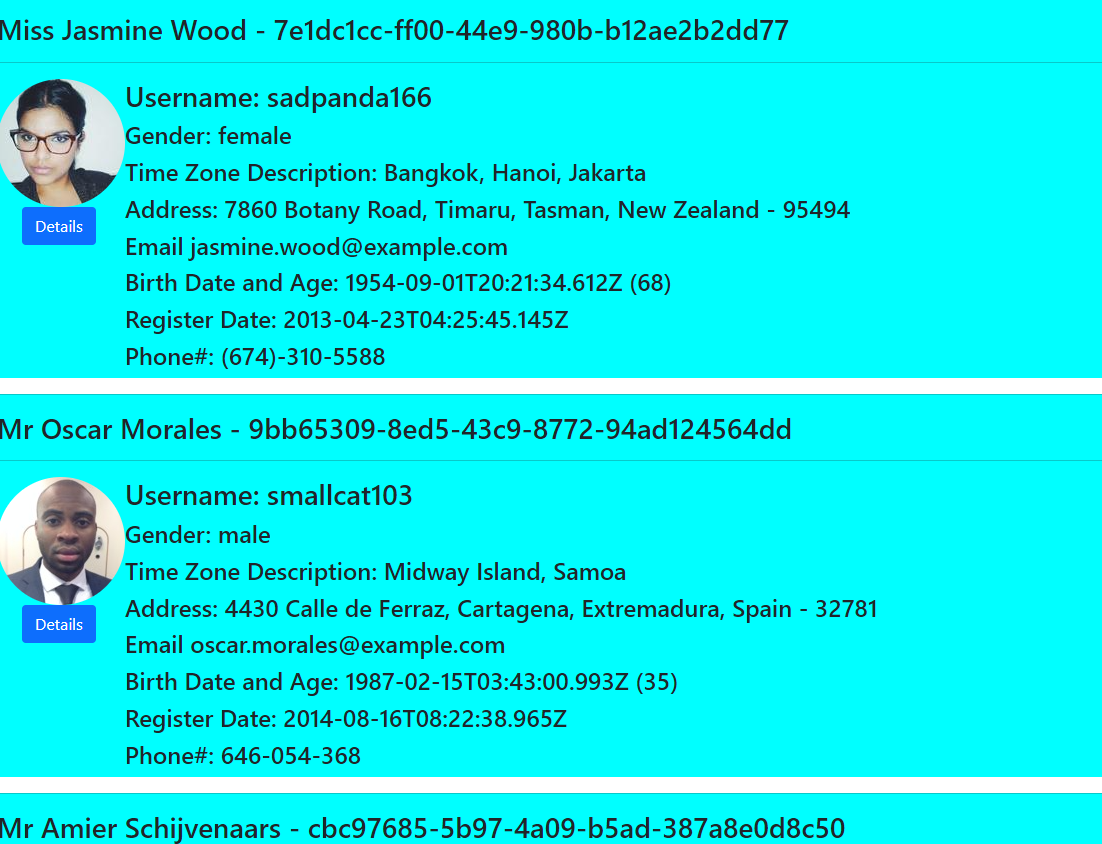 Miss Jasmine Wood - 7e1dc1cc-ff00-44e9-980b-b12ae2b2dd77
Username: sadpanda166
Gender: female
Time Zone Description: Bangkok, Hanoi, Jakarta
Address: 7860 Botany Road, Timaru, Tasman, New Zealand - 95494
Details
Email jasmine.wood@example.com
Birth Date and Age: 1954-09-01T20:21:34.612Z (68)
Register Date: 2013-04-23T04:25:45.145Z
Phone#: (674)-310-5588
Mr Oscar Morales - 9bb65309-8ed5-43c9-8772-94ad124564dd
Username: smallcat103
Gender: male
Time Zone Description: Midway Island, Samoa
Address: 4430 Calle de Ferraz, Cartagena, Extremadura, Spain - 32781
Details
Email oscar.morales@example.com
Birth Date and Age: 1987-02-15T03:43:00.993Z (35)
Register Date: 2014-08-16T08:22:38.965Z
Phone#: 646-054-368
Mr Amier Schijvenaars - cbc97685-5b97-4a09-b5ad-387a8e0d8c50